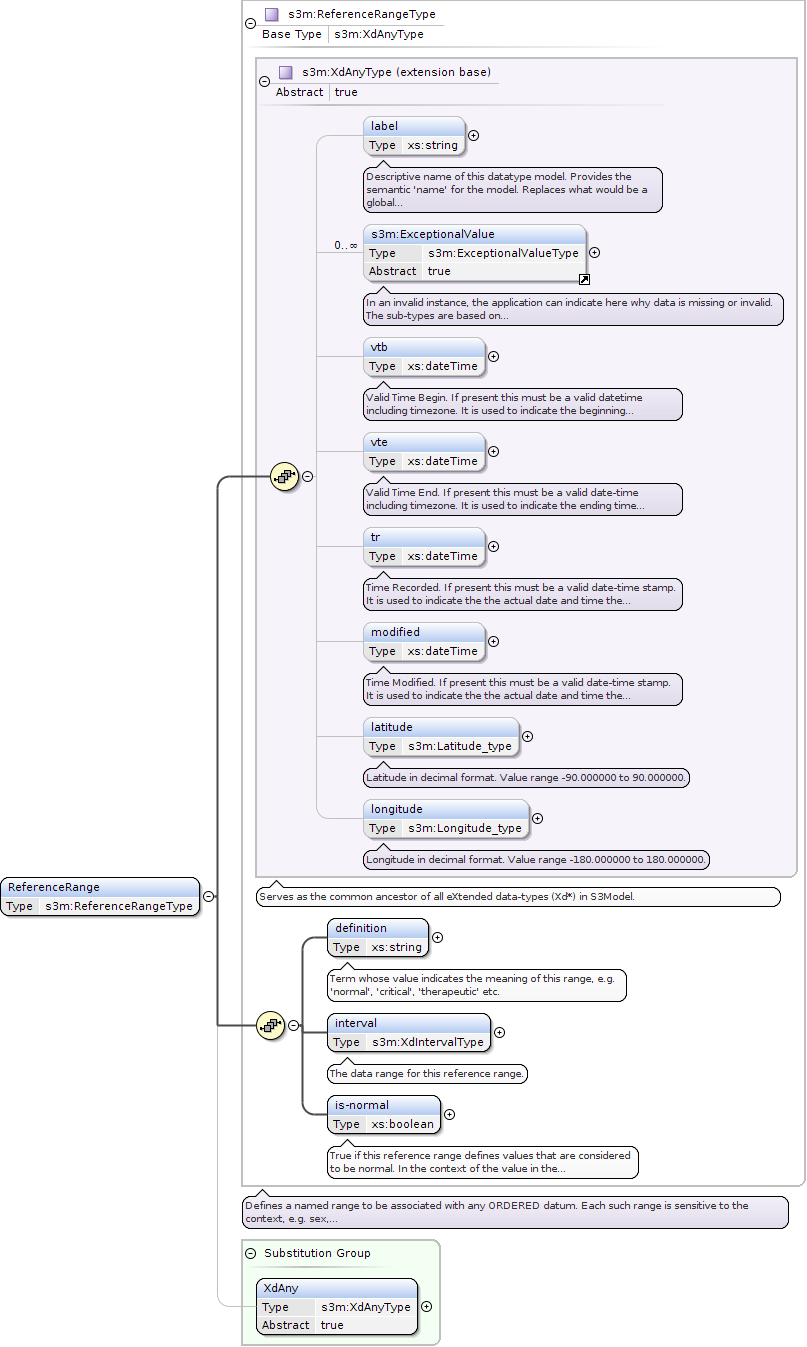 s3m:ReferenceRangeType
Base Type s3m:XdAnyType
s3m:XdAnyType (extension base)
Abstract true
label
Type xs:string
Descriptive name of this datatype model. Provides the
semantic 'name' for the model. Replaces what would be a
global...
0..∞
s3m:ExceptionalValue
Type s3m:ExceptionalValueType
Abstract true
In an invalid instance, the application can indicate here why data is missing or invalid.
The sub-types are based on...
vtb
Type xs:dateTime
Valid Time Begin. If present this must be a valid datetime
including timezone. It is used to indicate the beginning...
vte
Type xs:dateTime
Valid Time End. If present this must be a valid date-time
including timezone. It is used to indicate the ending time...
tr
Type xs:dateTime
Time Recorded. If present this must be a valid date-time stamp.
It is used to indicate the the actual date and time the...
modified
Type xs:dateTime
Time Modified. If present this must be a valid date-time stamp.
It is used to indicate the the actual date and time the...
latitude
Type s3m:Latitude_type
Latitude in decimal format. Value range -90.000000 to 90.000000.
longitude
Type s3m:Longitude_type
Longitude in decimal format. Value range -180.000000 to 180.000000.
ReferenceRange
Type s3m:ReferenceRangeType
Serves as the common ancestor of all eXtended data-types (Xd*) in S3Model.
definition
Type xs:string
Term whose value indicates the meaning of this range, e.g.
'normal', 'critical', 'therapeutic' etc.
interval
Type s3m:XdIntervalType
The data range for this reference range.
is-normal
Type xs:boolean
True if this reference range defines values that are considered
to be normal. In the context of the value in the...
Defines a named range to be associated with any ORDERED datum. Each such range is sensitive to the
context, e.g. sex,...
Substitution Group
XdAny
Type s3m:XdAnyType
Abstract true